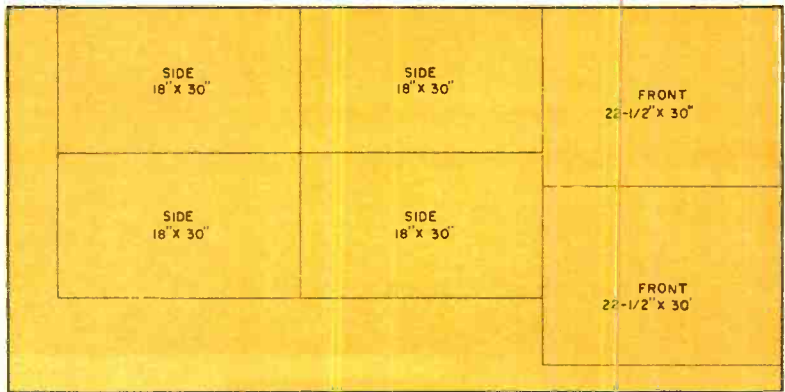 SIDE
18" X 30"
SIDE
18" X 30"
FRONT
22-1/2" X 30"
SIDE
18" X 30"
SIDE
18" X 30"
FRONT
22-1/2" X 30"